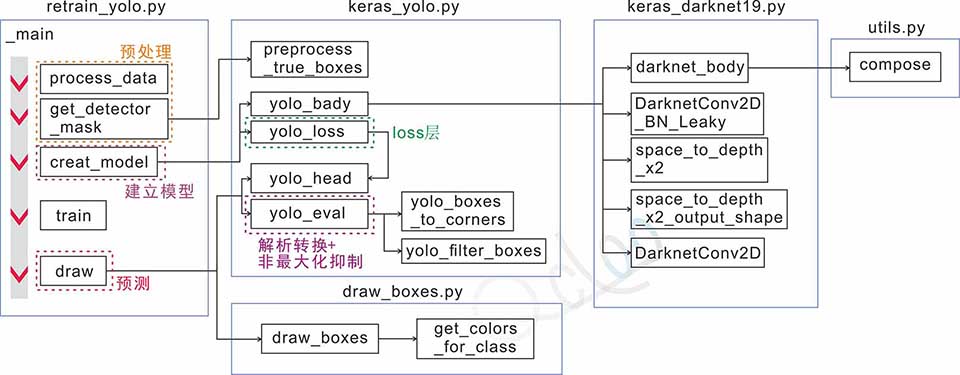 retrain_yolo.py
_main
预处理
process_data
get_detector
_mask
creat_model
建立模型
train
draw
预测
keras_yolo.py
preprocess
_true_boxes
yolo_bady
yolo_loss
loss层
yolo_head
yolo_eval
解析转换+
非最大化抑制
yolo_boxes
_to_corners
yolo_filter_boxes
draw_boxes.py
draw_boxes
get_colors
_for_class
keras_darknet19.py
darknet_body
DarknetConv2D
_BN_Leaky
space_to_depth
_x2
space_to_depth
_x2_output_shape
DarknetConv2D
utils.py
compose